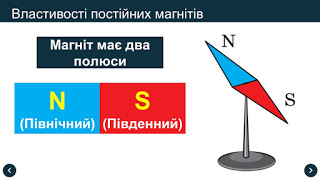 Властивості постійних магнітів
Магніт має два
полюси
N
(Північний)
S
(Південний)
N
S